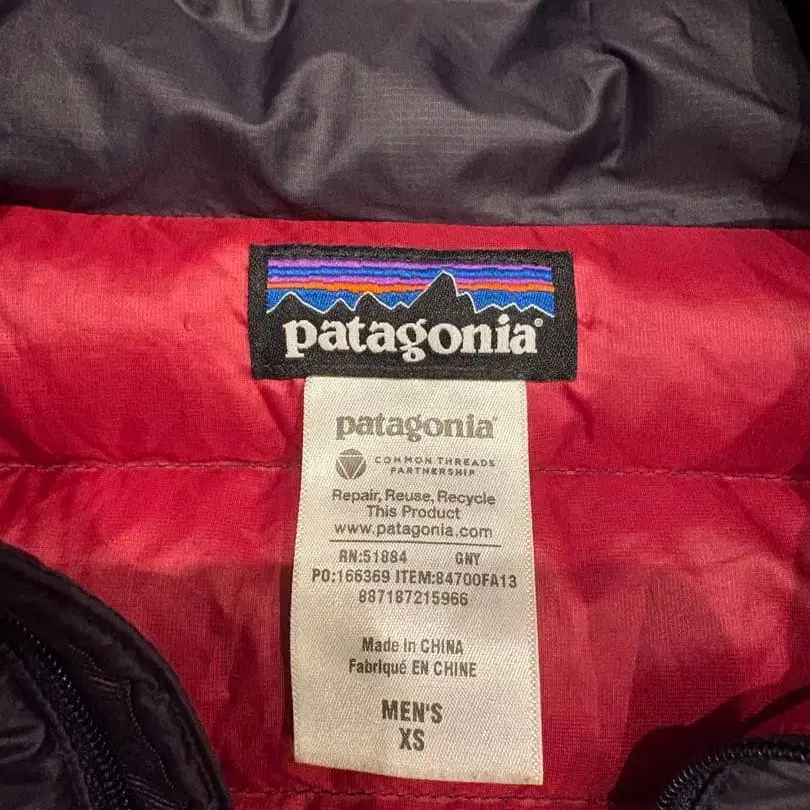 patagonia®
patagonia®
COMMON THREADS
PARTNERSHIP
Repair, Reuse, Recycle
This Product
www.patagonia.com
RN:51884 GNY
PO:166369 ITEM:84700FA13
887187215966
Made in CHINA
Fabriqué EN CHINE
MEN'S
XS